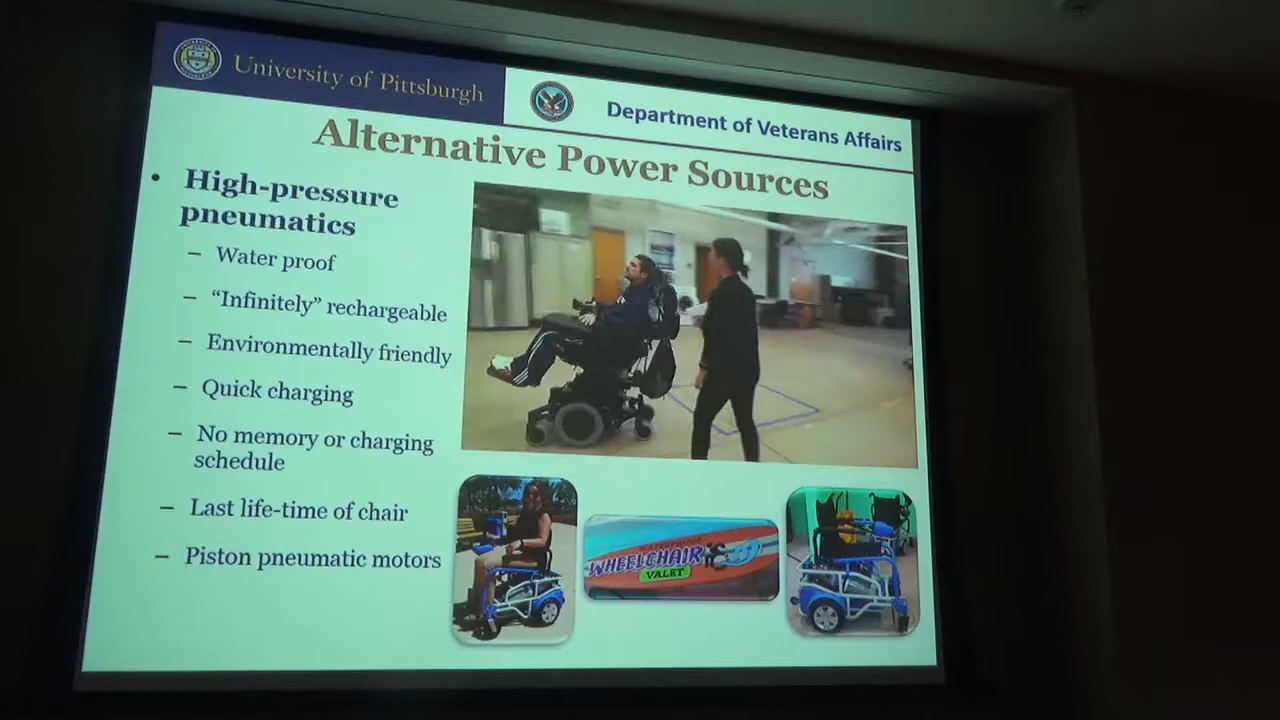 University of Pittsburgh
Department of Veterans Affairs
Alternative Power Sources
• High-pressure
pneumatics
– Water proof
– “Infinitely” rechargeable
– Environmentally friendly
– Quick charging
– No memory or charging
schedule
– Last life-time of chair
– Piston pneumatic motors
WHEELCHAIR
VALET